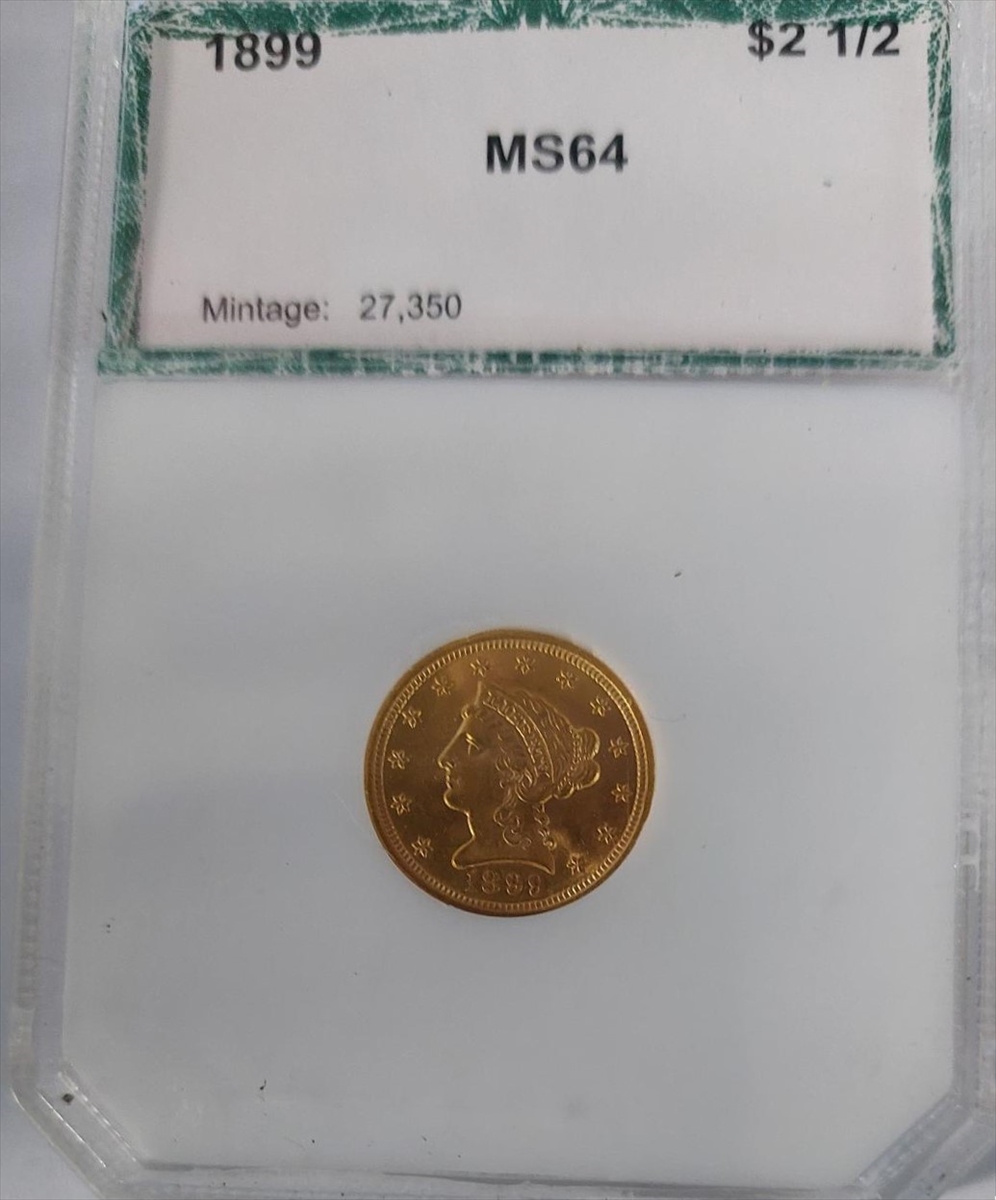 1899 $2 1/2
MS64
Mintage: 27,350
LIBERTY
1899